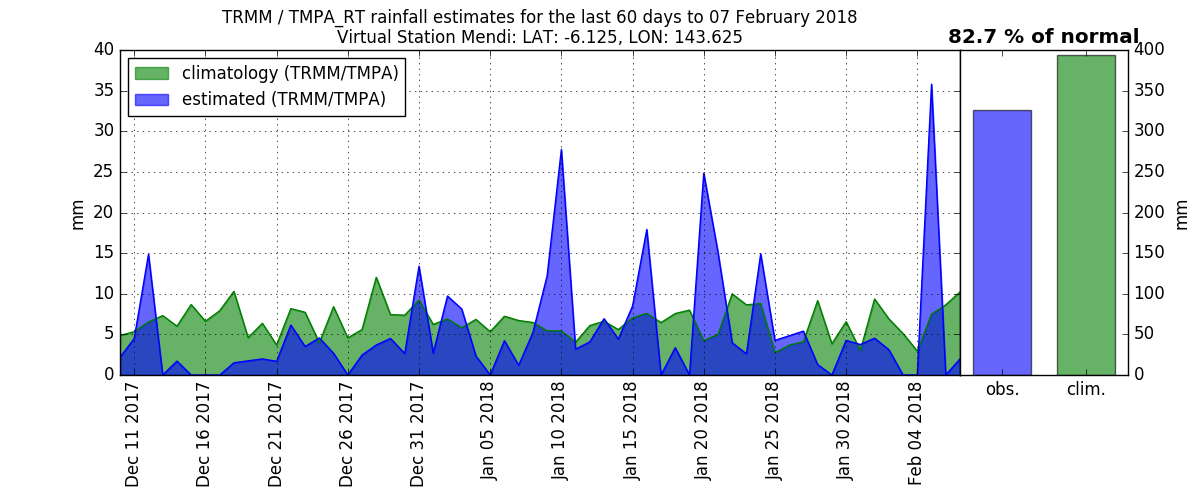 TRMM / TMPA_RT rainfall estimates for the last 60 days to 07 February 2018
Virtual Station Mendi: LAT: -6.125, LON: 143.625
82.7 % of normal
climatology (TRMM/TMPA)
estimated (TRMM/TMPA)
mm
40
35
30
25
20
15
10
5
0
Dec 11 2017
Dec 16 2017
Dec 21 2017
Dec 26 2017
Dec 31 2017
Jan 05 2018
Jan 10 2018
Jan 15 2018
Jan 20 2018
Jan 25 2018
Jan 30 2018
Feb 04 2018
obs.
clim.
400
350
300
250
200
150
100
50
0
mm